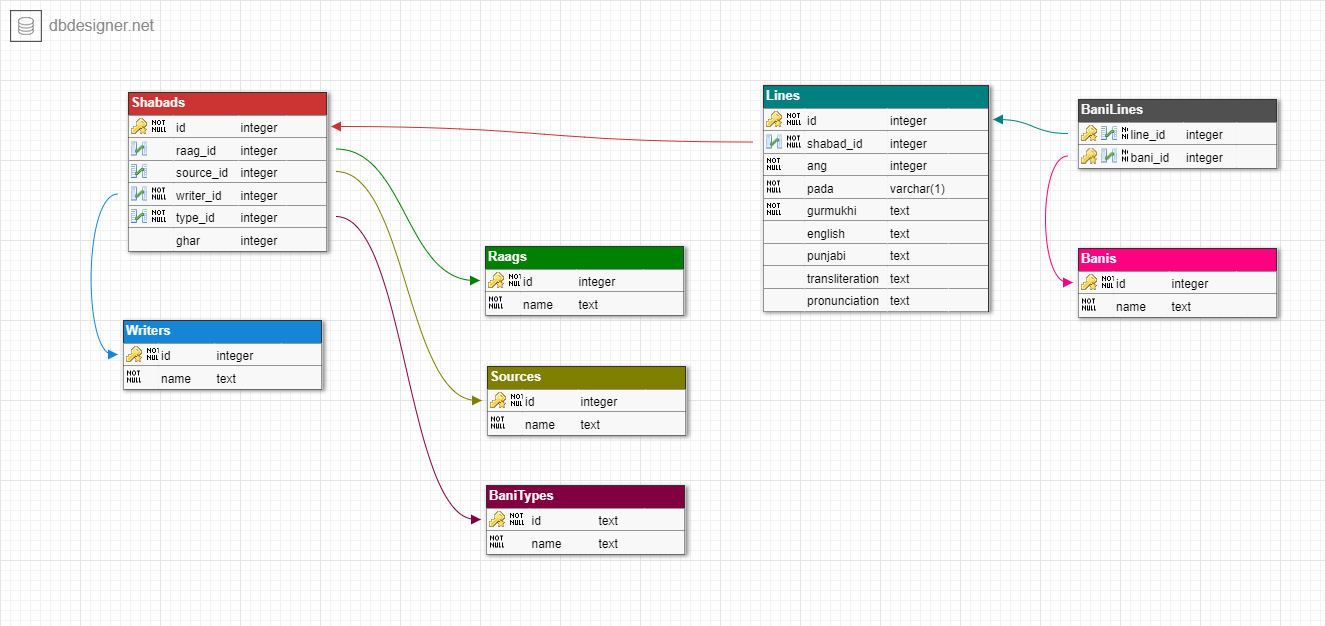 dbdesigner.net
Shabads
NOT NULL id integer
raag_id integer
source_id integer
NOT NULL writer_id integer
NOT NULL type_id integer
ghar integer
Writers
NOT NULL id integer
NOT NULL name text
Raags
NOT NULL id integer
NOT NULL name text
Sources
NOT NULL id integer
NOT NULL name text
BaniTypes
NOT NULL id text
NOT NULL name text
Lines
NOT NULL id integer
NOT NULL shabad_id integer
NOT NULL ang integer
NOT NULL pada varchar(1)
NOT NULL gurmukhi text
english text
punjabi text
transliteration text
pronunciation text
BaniLines
line_id integer
bani_id integer
Banis
NOT NULL id integer
NOT NULL name text